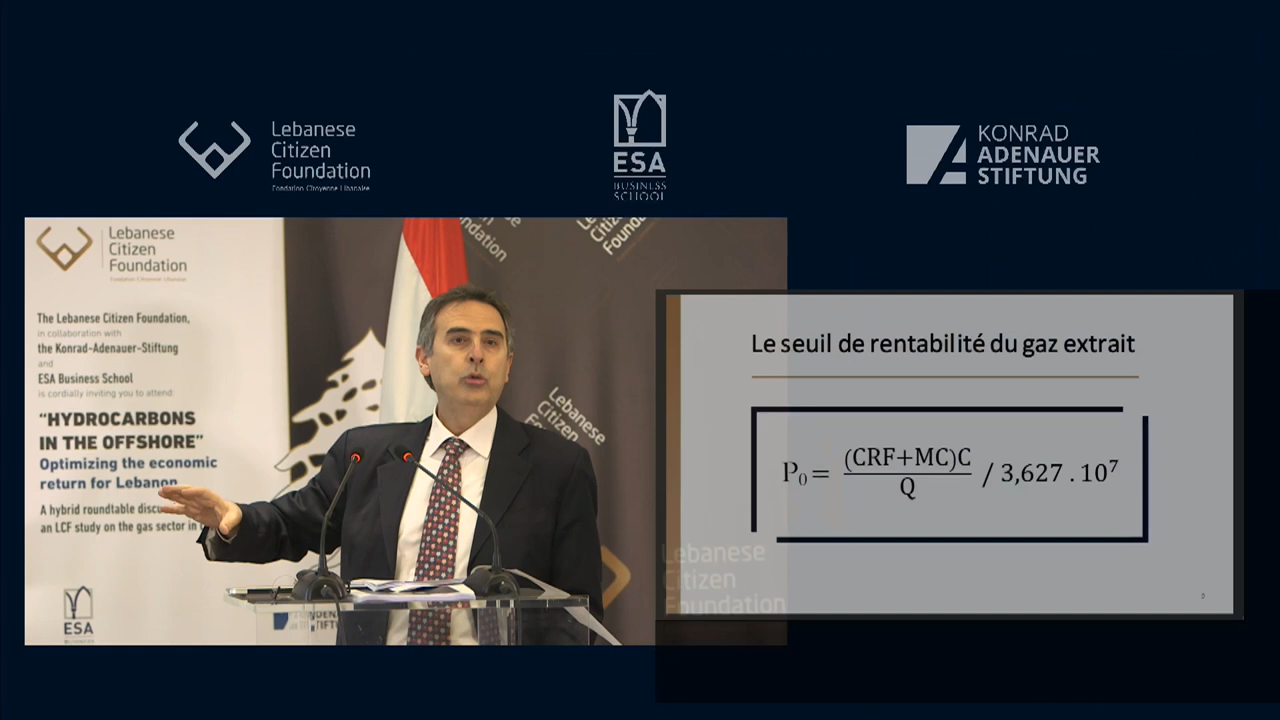 Lebanese
Citizen
Foundation
Fondation Citoyenne Libanaise
ESA
BUSINESS
SCHOOL
KONRAD
ADENAUER
STIFTUNG
Lebanese
Citizen
Foundation
Fondation Citoyenne Libanaise
The Lebanese Citizen Foundation,
in collaboration with
the Konrad-Adenauer-Stiftung
and
ESA Business School
is cordially inviting you to attend:
"HYDROCARBONS
IN THE OFFSHORE"
Optimizing the economic
return for Lebanon
A hybrid roundtable discu
an LCF study on the gas sector in
ESA
BUSINESS
Lebanese
Citizen
Foundation
Lebanese
Citizen
Foundation
Le seuil de rentabilité du gaz extrait
P₀ = (CRF+MC)C
Q
/ 3,627 . 10⁷